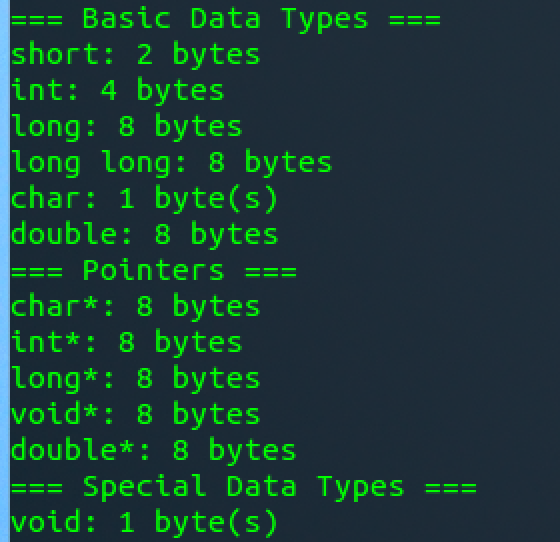 === Basic Data Types ===
short: 2 bytes
int: 4 bytes
long: 8 bytes
long long: 8 bytes
char: 1 byte(s)
double: 8 bytes
=== Pointers ===
char*: 8 bytes
int*: 8 bytes
long*: 8 bytes
void*: 8 bytes
double*: 8 bytes
=== Special Data Types ===
void: 1 byte(s)